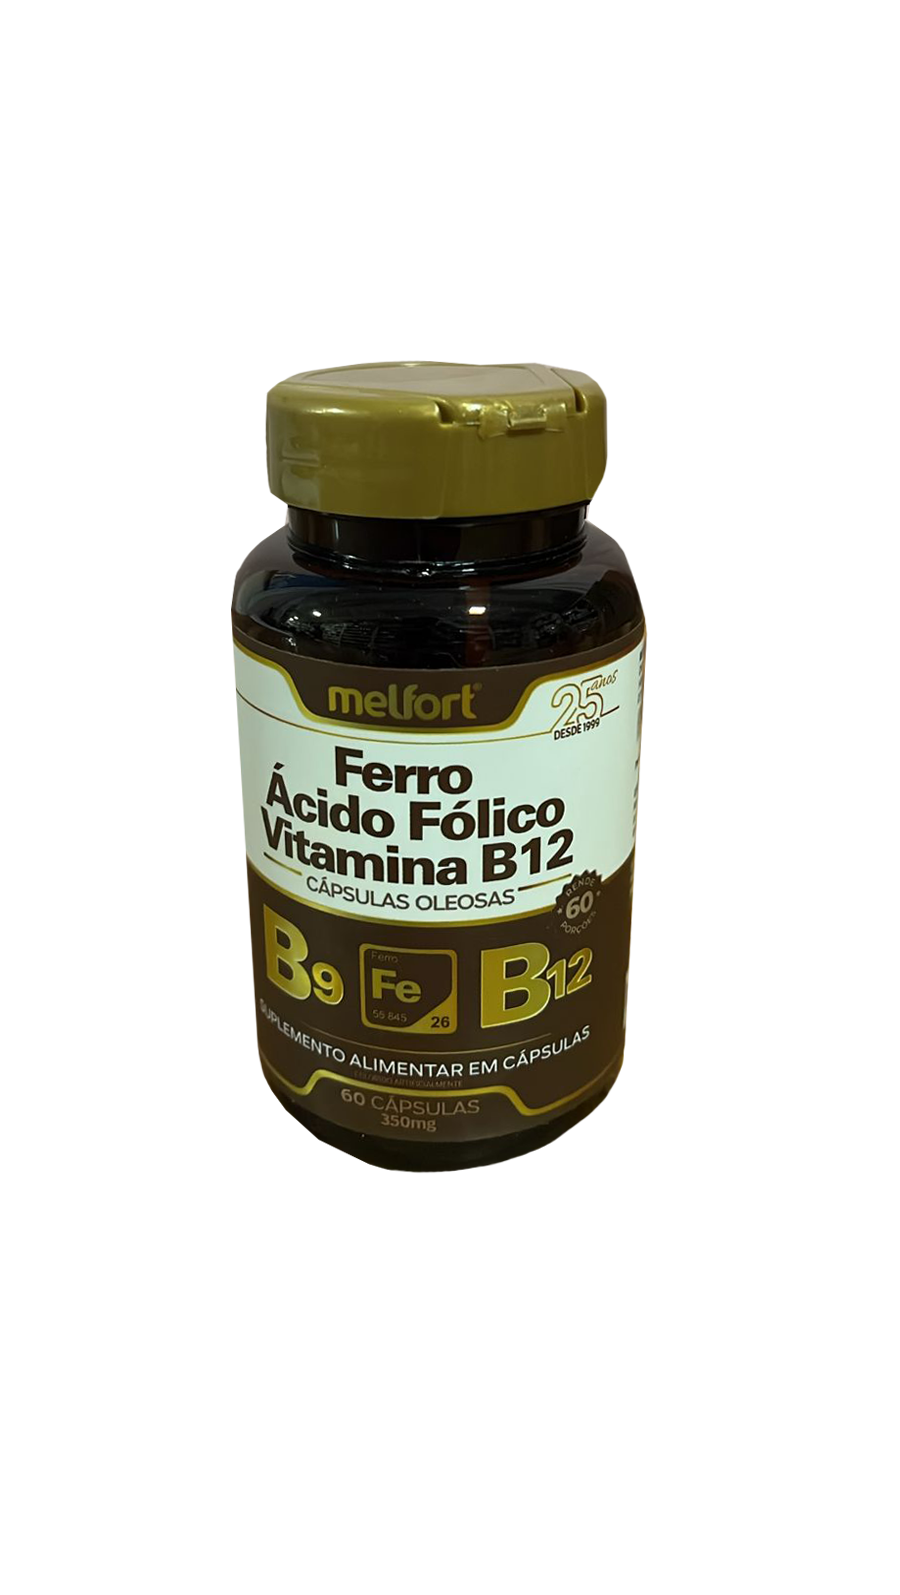 melfort®
25 anos
DESDE 1999
Ferro
Ácido Fólico
Vitamina B12
CÁPSULAS OLEOSAS
RENDE
60
PORÇÕES
B9
Ferro
Fe
55.845
26
B12
SUPLEMENTO ALIMENTAR EM CÁPSULAS
60 CÁPSULAS
350mg